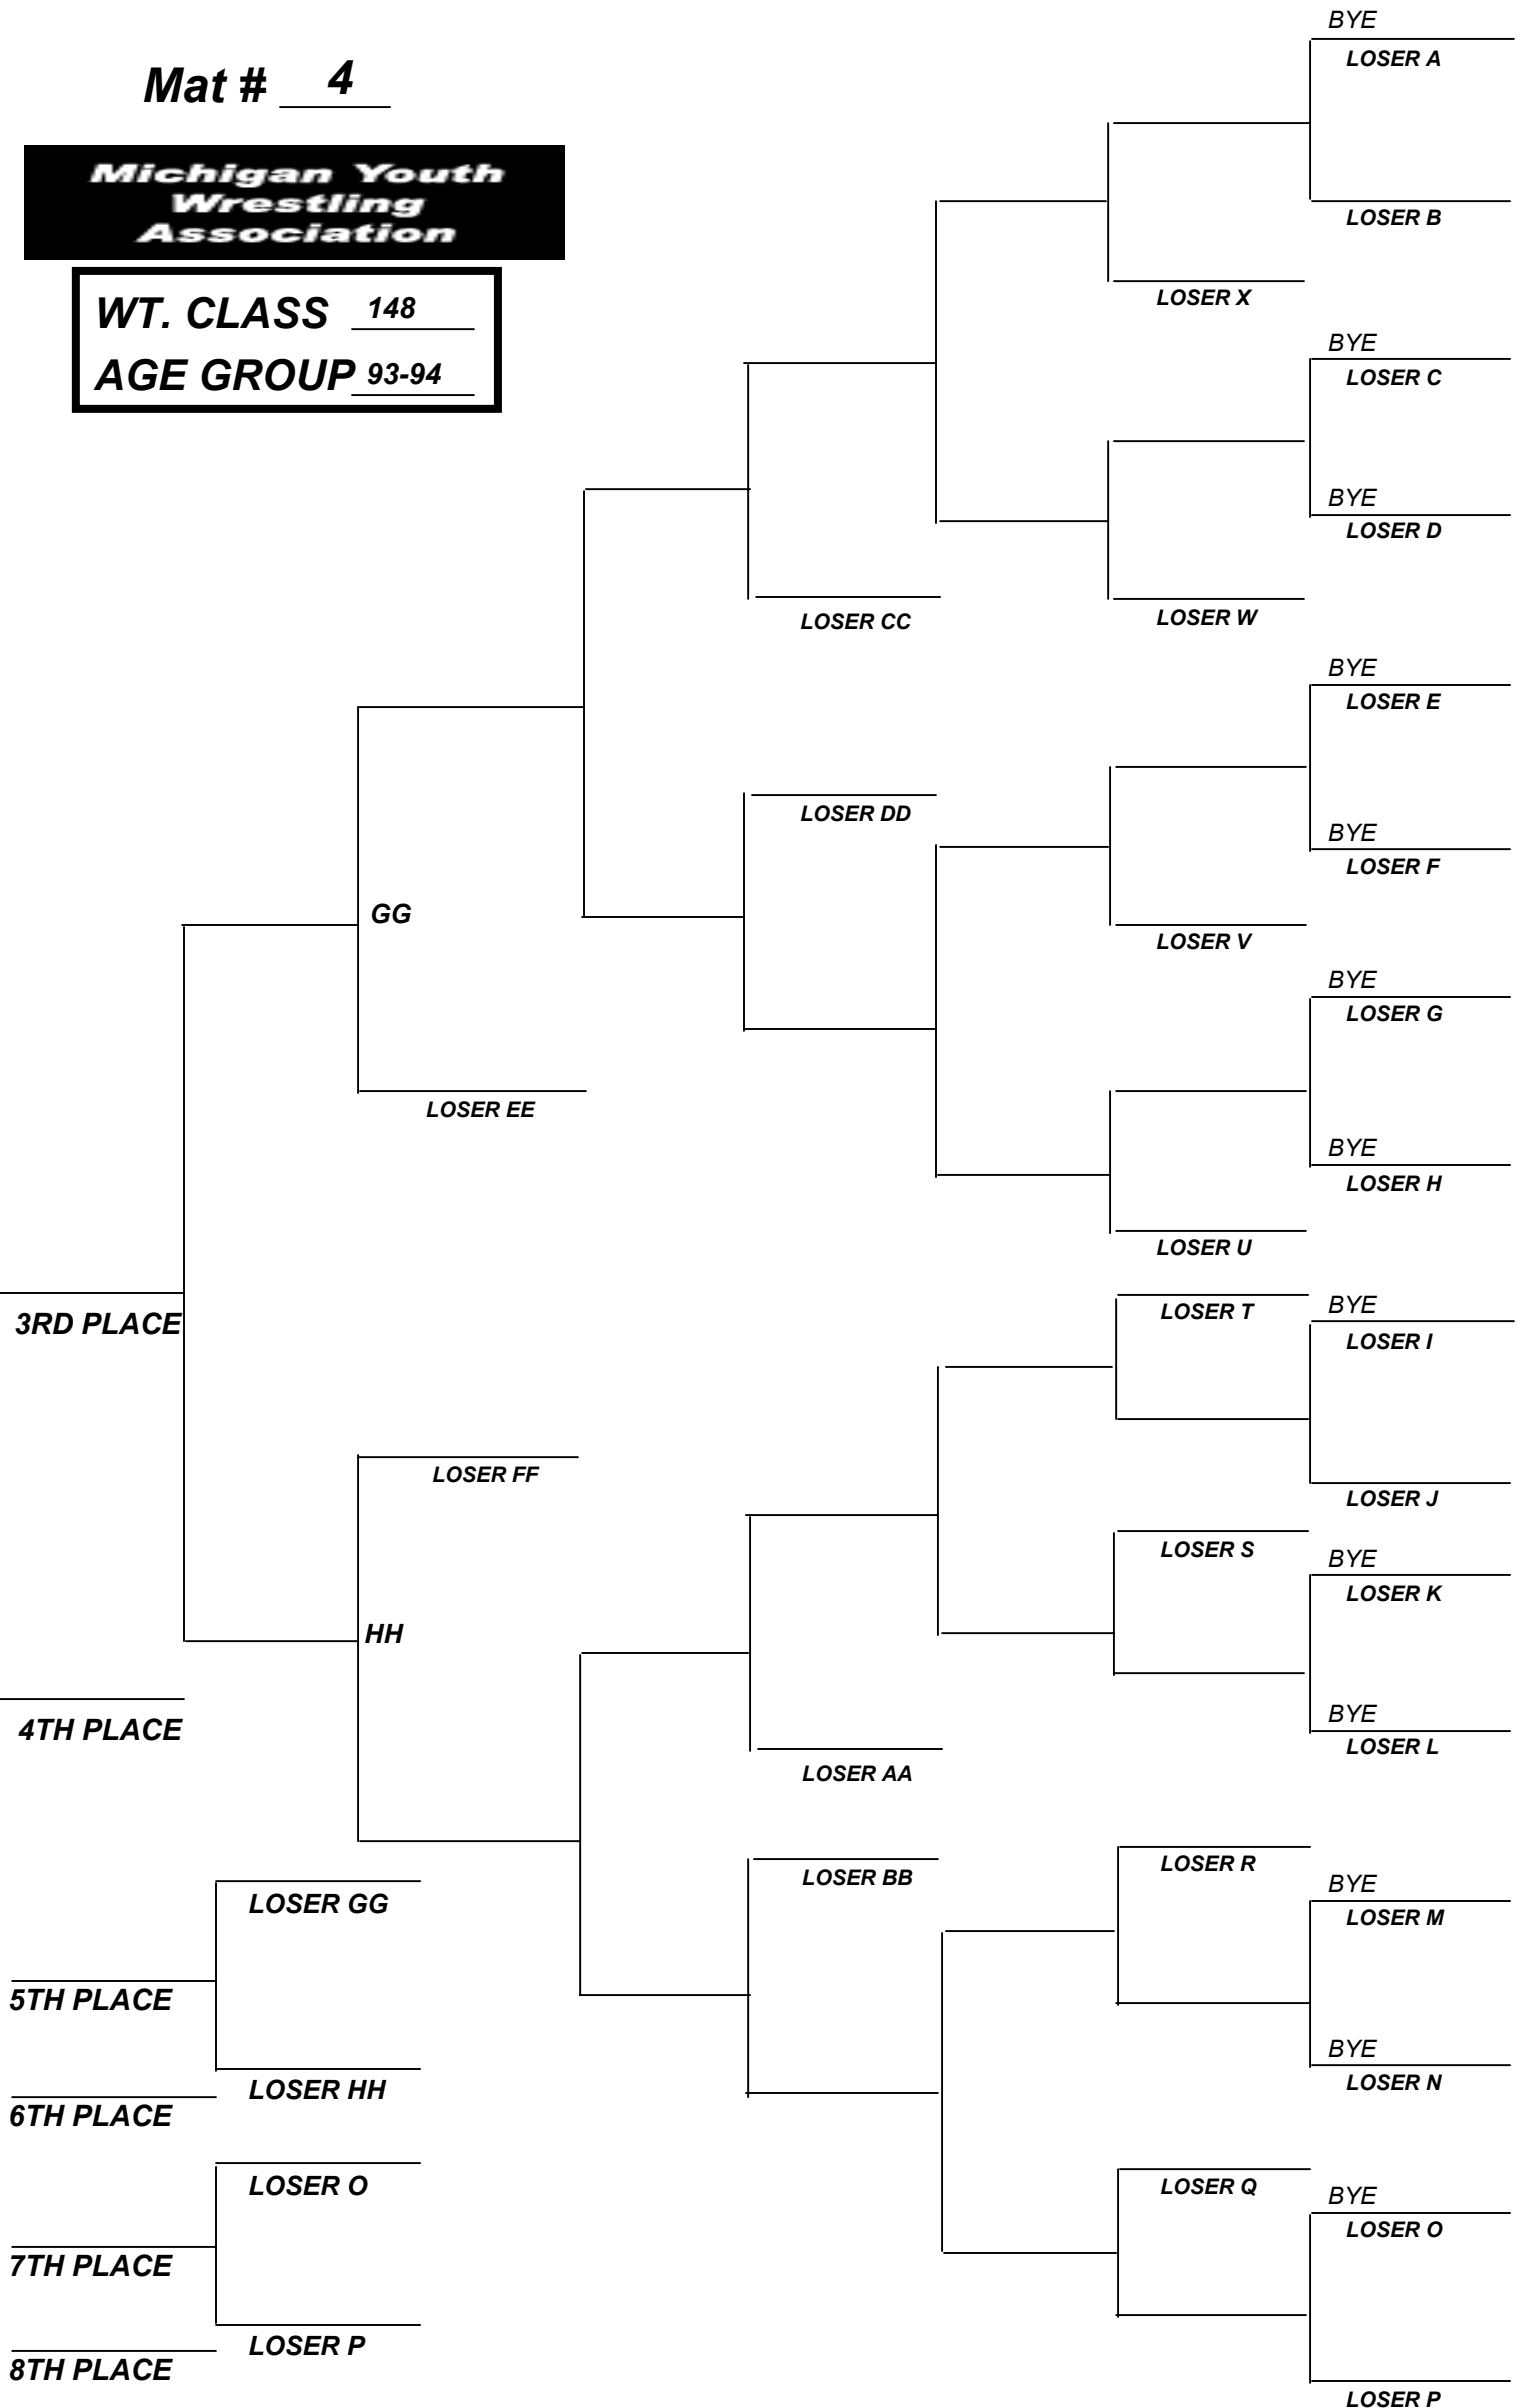 Mat # 4
Michigan Youth
Wrestling
Association
WT. CLASS 148
AGE GROUP 93-94
BYE
LOSER A
LOSER B
LOSER X
BYE
LOSER C
BYE
LOSER D
LOSER CC
LOSER W
BYE
LOSER E
LOSER DD
BYE
LOSER F
GG
LOSER V
BYE
LOSER G
LOSER EE
BYE
LOSER H
LOSER U
3RD PLACE
LOSER T
BYE
LOSER I
LOSER FF
LOSER J
LOSER S
BYE
LOSER K
HH
4TH PLACE
BYE
LOSER L
LOSER AA
LOSER GG
LOSER BB
LOSER R
BYE
LOSER M
5TH PLACE
BYE
LOSER N
LOSER HH
6TH PLACE
LOSER O
LOSER Q
BYE
LOSER O
7TH PLACE
LOSER P
8TH PLACE
LOSER P